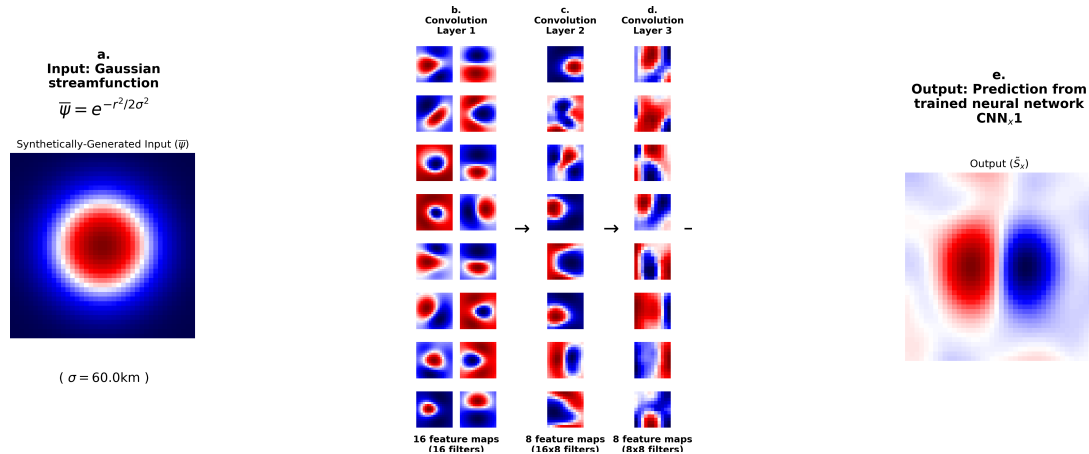 a.
Input: Gaussian
streamfunction
ψ̅ = e^{−r²/2σ²}
Synthetically-Generated Input (ψ̅)
( σ = 60.0km )
b.
Convolution
Layer 1
16 feature maps
(16 filters)
→
c.
Convolution
Layer 2
8 feature maps
(16x8 filters)
→
d.
Convolution
Layer 3
8 feature maps
(8x8 filters)
e.
Output: Prediction from
trained neural network
CNNₓ1
Output (S̃ₓ)